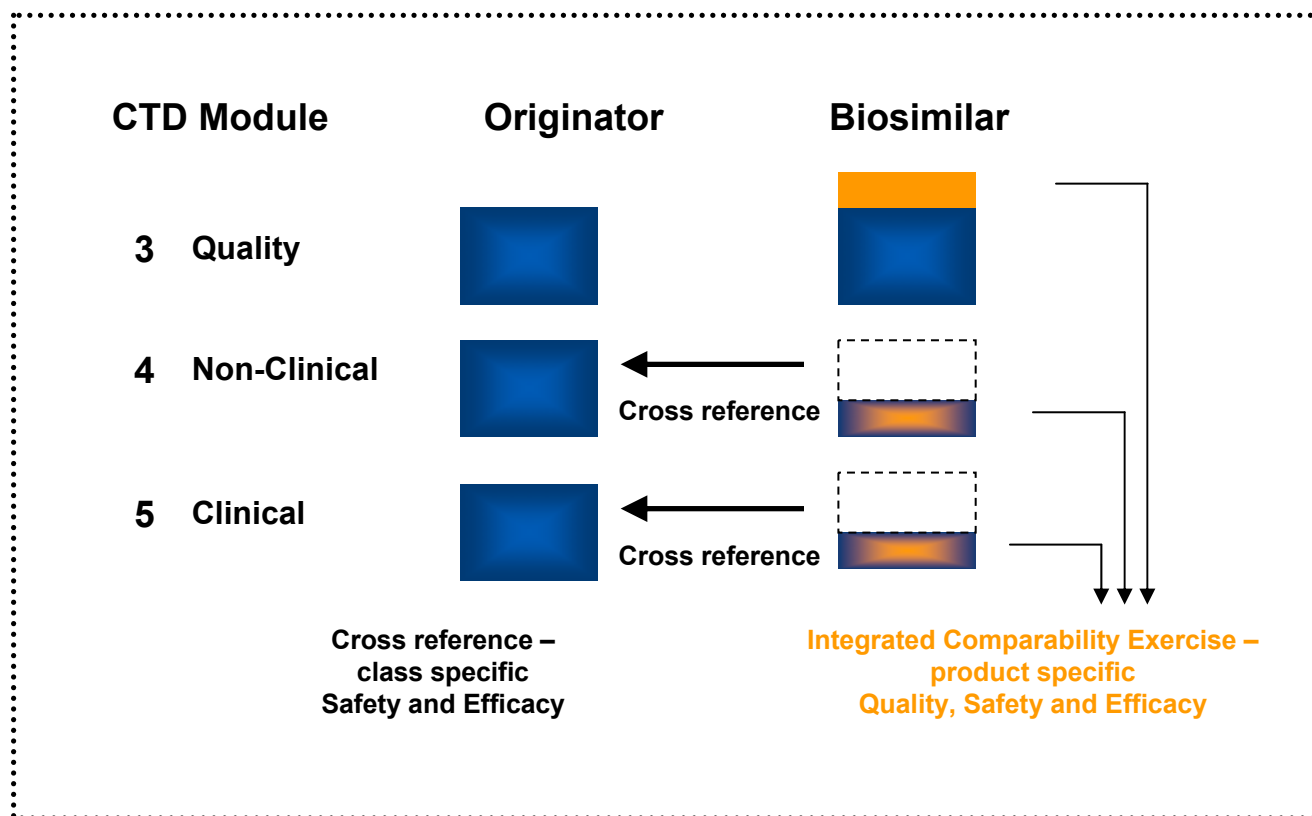 CTD Module Originator Biosimilar
3 Quality
4 Non-Clinical
Cross reference
5 Clinical
Cross reference
Cross reference –
class specific
Safety and Efficacy
Integrated Comparability Exercise –
product specific
Quality, Safety and Efficacy